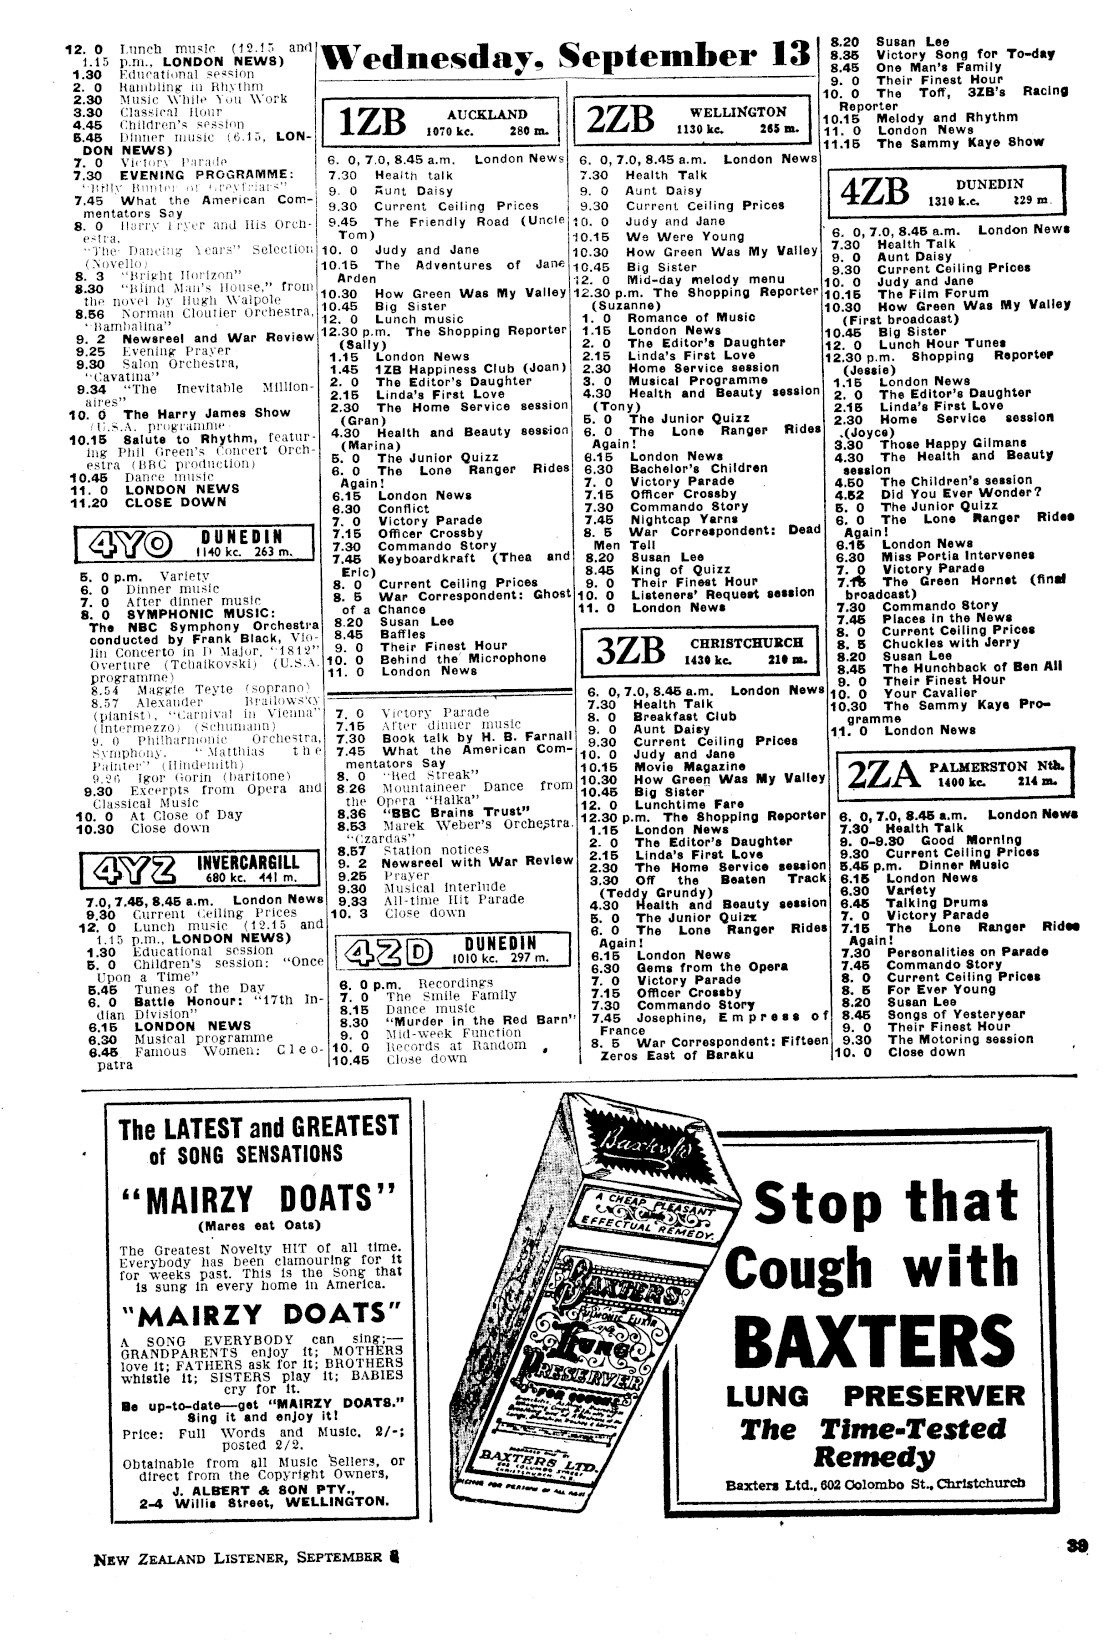 12. 0 Lunch music (12.15 and
1.15 p.m., LONDON NEWS)
1.30 Educational session
2. 0 Rambling in Rhythm
2.30 Music While You Work
3.30 Classical Hour
4.45 Children's session
5.45 Dinner music (6.15, LON-
DON NEWS)
7. 0 Victory Parade
7.30 EVENING PROGRAMME:
"Billy Bunter of Greyfriars"
7.45 What the American Com-
mentators Say
8. 0 Harry Fryer and His Orch-
estra,
"The Dancing Years" Selection
(Novello)
8. 3 "Bright Horizon"
8.30 "Blind Man's House," from
the novel by Hugh Walpole
8.56 Norman Cloutier Orchestra,
"Bambalina"
9. 2 Newsreel and War Review
9.25 Evening Prayer
9.30 Salon Orchestra,
"Cavatina"
9.34 "The Inevitable Million-
aires"
10. 0 The Harry James Show
(U.S.A. programme
10.15 Salute to Rhythm, featur-
ing Phil Green's Concert Orch-
estra (BBC production)
10.45 Dance music
11. 0 LONDON NEWS
11.20 CLOSE DOWN
4YO DUNEDIN
1140 kc. 263 m.
5. 0 p.m. Variety
6. 0 Dinner music
7. 0 After dinner music
8. 0 SYMPHONIC MUSIC:
The NBC Symphony Orchestra
conducted by Frank Black, Vio-
lin Concerto in D Major, "1812"
Overture (Tchaikovski) (U.S.A.
programme)
8.54 Maggie Teyte (soprano)
8.57 Alexander Brailowsky
(pianist), "Carnival in Vienna"
(Intermezzo) (Schumann)
9. 0 Philharmonic Orchestra,
Symphony, "Matthias the
Painter" (Hindemith)
9.26 Igor Gorin (baritone)
9.30 Excerpts from Opera and
Classical Music
10. 0 At Close of Day
10.30 Close down
4YZ INVERCARGILL
680 kc. 441 m.
7.0, 7.45, 8.45 a.m. London News
9.30 Current Ceiling Prices
12. 0 Lunch music (12.15 and
1.15 p.m., LONDON NEWS)
1.30 Educational session
5. 0 Children's session: "Once
Upon a Time"
5.45 Tunes of the Day
6. 0 Battle Honour: "17th In-
dian Division"
6.15 LONDON NEWS
6.30 Musical programme
6.45 Famous Women: Cleo-
patra
Wednesday, September 13
1ZB AUCKLAND
1070 kc. 280 m.
6. 0, 7.0, 8.45 a.m. London News
7.30 Health talk
9. 0 Aunt Daisy
9.30 Current Ceiling Prices
9.45 The Friendly Road (Uncle
Tom)
10. 0 Judy and Jane
10.15 The Adventures of Jane
Arden
10.30 How Green Was My Valley
10.45 Big Sister
12. 0 Lunch music
12.30 p.m. The Shopping Reporter
(Sally)
1.15 London News
1.45 1ZB Happiness Club (Joan)
2. 0 The Editor's Daughter
2.15 Linda's First Love
2.30 The Home Service session
(Gran)
4.30 Health and Beauty session
(Marina)
5. 0 The Junior Quizz
6. 0 The Lone Ranger Rides
Again!
6.15 London News
6.30 Conflict
7. 0 Victory Parade
7.15 Officer Crossby
7.30 Commando Story
7.45 Keyboardkraft (Thea and
Eric)
8. 0 Current Ceiling Prices
8. 5 War Correspondent: Ghost
of a Chance
8.20 Susan Lee
8.45 Baffles
9. 0 Their Finest Hour
10. 0 Behind the Microphone
11. 0 London News
7. 0 Victory Parade
7.15 After dinner music
7.30 Book talk by H. B. Farnall
7.45 What the American Com-
mentators Say
8. 0 "Red Streak"
8 26 Mountaineer Dance from
the Opera "Halka"
8.36 "BBC Brains Trust"
8.53 Marek Weber's Orchestra.
"Czardas"
8.57 Station notices
9. 2 Newsreel with War Review
9.25 Prayer
9.30 Musical Interlude
9.33 All-time Hit Parade
10. 3 Close down
4ZD DUNEDIN
1010 kc. 297 m.
6. 0 p.m. Recordings
7. 0 The Smile Family
8.15 Dance music
8.30 "Murder in the Red Barn"
9. 0 Mid-week Function
10. 0 Records at Random
10.45 Close down
2ZB WELLINGTON
1130 kc. 265 m.
6. 0, 7.0, 8.45 a.m. London News
7.30 Health Talk
9. 0 Aunt Daisy
9.30 Current Ceiling Prices
10. 0 Judy and Jane
10.15 We Were Young
10.30 How Green Was My Valley
10.45 Big Sister
12. 0 Mid-day melody menu
12.30 p.m. The Shopping Reporter
(Suzanne)
1. 0 Romance of Music
1.15 London News
2. 0 The Editor's Daughter
2.15 Linda's First Love
2.30 Home Service session
3. 0 Musical Programme
4.30 Health and Beauty session
(Tony)
5. 0 The Junior Quizz
6. 0 The Lone Ranger Rides
Again!
6.15 London News
6.30 Bachelor's Children
7. 0 Victory Parade
7.15 Officer Crossby
7.30 Commando Story
7.45 Nightcap Yarns
8. 5 War Correspondent: Dead
Men Tell
8.20 Susan Lee
8.45 King of Quizz
9. 0 Their Finest Hour
10. 0 Listeners' Request session
11. 0 London News
3ZB CHRISTCHURCH
1430 kc. 210 m.
6. 0, 7.0, 8.45 a.m. London News
7.30 Health Talk
8. 0 Breakfast Club
9. 0 Aunt Daisy
9.30 Current Ceiling Prices
10. 0 Judy and Jane
10.15 Movie Magazine
10.30 How Green Was My Valley
10.45 Big Sister
12. 0 Lunchtime Fare
12.30 p.m. The Shopping Reporter
1.15 London News
2. 0 The Editor's Daughter
2.15 Linda's First Love
2.30 The Home Service session
3.30 Off the Beaten Track
(Teddy Grundy)
4.30 Health and Beauty session
5. 0 The Junior Quizz
6. 0 The Lone Ranger Rides
Again!
6.15 London News
6.30 Gems from the Opera
7. 0 Victory Parade
7.15 Officer Crossby
7.30 Commando Story
7.45 Josephine, Empress of
France
8. 5 War Correspondent: Fifteen
Zeros East of Baraku
8.20 Susan Lee
8.35 Victory Song for To-day
8.45 One Man's Family
9. 0 Their Finest Hour
10. 0 The Toff, 3ZB's Racing
Reporter
10.15 Melody and Rhythm
11. 0 London News
11.15 The Sammy Kaye Show
4ZB DUNEDIN
1310 k.c. 229 m.
6. 0, 7.0, 8.45 a.m. London News
7.30 Health Talk
9. 0 Aunt Daisy
9.30 Current Ceiling Prices
10. 0 Judy and Jane
10.15 The Film Forum
10.30 How Green Was My Valley
(First broadcast)
10.45 Big Sister
12. 0 Lunch Hour Tunes
12.30 p.m. Shopping Reporter
(Jessie)
1.15 London News
2. 0 The Editor's Daughter
2.15 Linda's First Love
2.30 Home Service session
(Joyce)
3.30 Those Happy Gilmans
4.30 The Health and Beauty
session
4.50 The Children's session
4.52 Did You Ever Wonder?
5. 0 The Junior Quizz
6. 0 The Lone Ranger Rides
Again!
6.15 London News
6.30 Miss Portia Intervenes
7. 0 Victory Parade
7.15 The Green Hornet (final
broadcast)
7.30 Commando Story
7.45 Places in the News
8. 0 Current Ceiling Prices
8. 5 Chuckles with Jerry
8.20 Susan Lee
8.45 The Hunchback of Ben Ali
9. 0 Their Finest Hour
10. 0 Your Cavalier
10.30 The Sammy Kaye Pro-
gramme
11. 0 London News
2ZA PALMERSTON Nth.
1400 kc. 214 m.
6. 0, 7.0, 8.45 a.m. London News
7.30 Health Talk
9. 0-9.30 Good Morning
9.30 Current Ceiling Prices
5.45 p.m. Dinner Music
6.15 London News
6.30 Variety
6.45 Talking Drums
7. 0 Victory Parade
7.15 The Lone Ranger Rides
Again!
7.30 Personalities on Parade
7.45 Commando Story
8. 0 Current Ceiling Prices
8. 5 For Ever Young
8.20 Susan Lee
8.45 Songs of Yesteryear
9. 0 Their Finest Hour
9.30 The Motoring session
10. 0 Close down
The LATEST and GREATEST
of SONG SENSATIONS
"MAIRZY DOATS"
(Mares eat Oats)
The Greatest Novelty HIT of all time.
Everybody has been clamouring for it
for weeks past. This is the Song that
is sung in every home in America.
"MAIRZY DOATS"
A SONG EVERYBODY can sing;—
GRANDPARENTS enjoy it; MOTHERS
love it; FATHERS ask for it; BROTHERS
whistle it; SISTERS play it; BABIES
cry for it.
Be up-to-date—get "MAIRZY DOATS."
Sing it and enjoy it!
Price: Full Words and Music, 2/-;
posted 2/2.
Obtainable from all Music Sellers, or
direct from the Copyright Owners,
J. ALBERT & SON PTY.,
2-4 Willis Street, WELLINGTON.
Baxter's
A CHEAP PLEASANT
EFFECTUAL REMEDY.
BAXTERS
PULMONIC ELIXIR
AND
LUNG
PRESERVER
FOR COUGHS
BAXTERS LTD.
602 COLOMBO STREET
CHRISTCHURCH N.Z.
Stop that
Cough with
BAXTERS
LUNG PRESERVER
The Time-Tested
Remedy
Baxters Ltd., 602 Colombo St., Christchurch
NEW ZEALAND LISTENER, SEPTEMBER 8
39